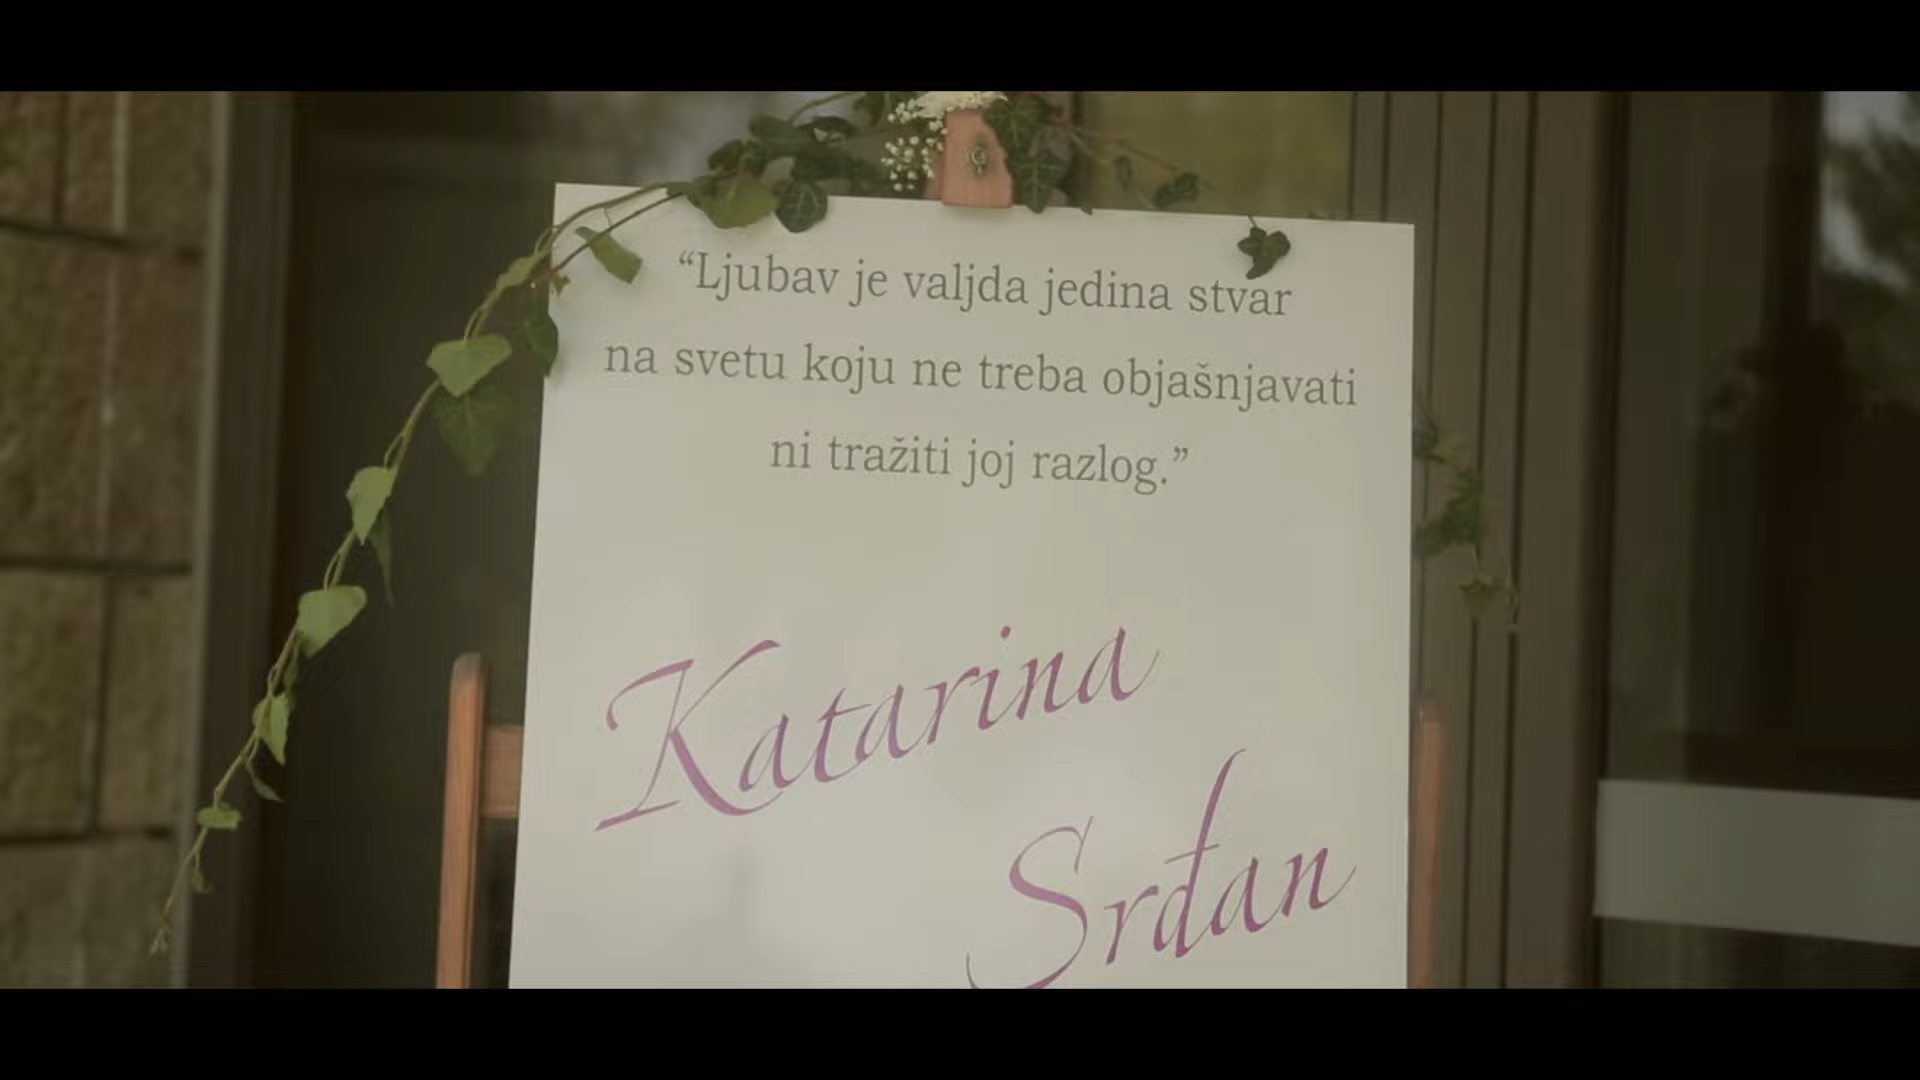 “Ljubav je valjda jedina stvar
na svetu koju ne treba objašnjavati
ni tražiti joj razlog.”
Katarina
Srđan